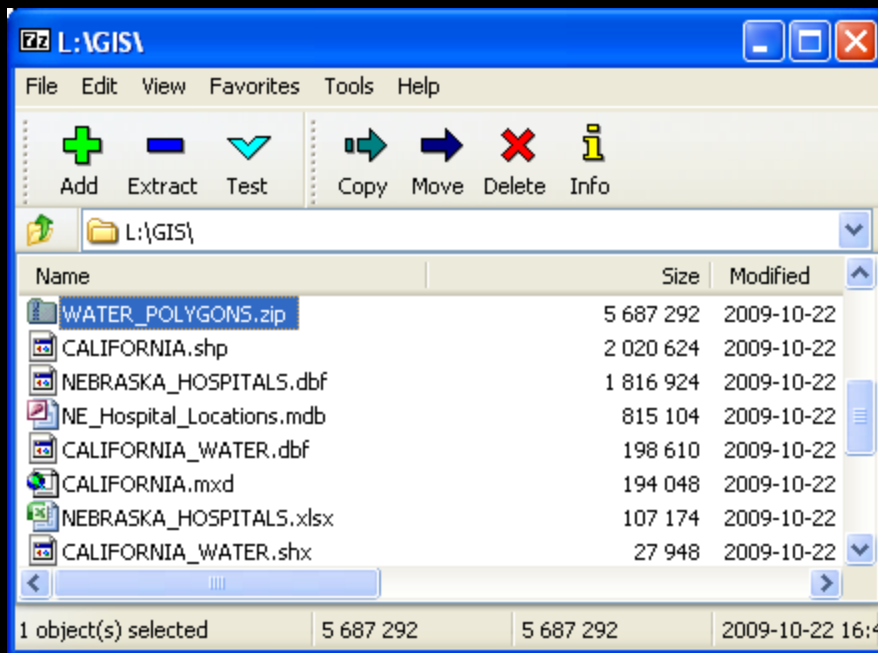 7z L:\GIS\
File Edit View Favorites Tools Help
Add Extract Test Copy Move Delete Info
L:\GIS\
Name Size Modified
WATER_POLYGONS.zip 5 687 292 2009-10-22
CALIFORNIA.shp 2 020 624 2009-10-22
NEBRASKA_HOSPITALS.dbf 1 816 924 2009-10-22
NE_Hospital_Locations.mdb 815 104 2009-10-22
CALIFORNIA_WATER.dbf 198 610 2009-10-22
CALIFORNIA.mxd 194 048 2009-10-22
NEBRASKA_HOSPITALS.xlsx 107 174 2009-10-22
CALIFORNIA_WATER.shx 27 948 2009-10-22
1 object(s) selected 5 687 292 5 687 292 2009-10-22 16:4